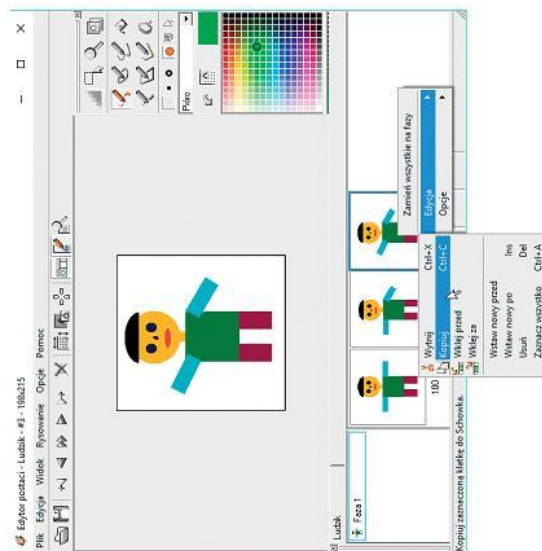 Edytor postaci - Ludzik - #3 - 198x215
Plik Edycja Widok Rysowanie Opcje Pomoc
Pióro
Ludzik
Faza 1
100
Zamień wszystkie na fazy
Edycja
Opcje
Wytnij Ctrl+X
Kopiuj Ctrl+C
Wklej przed
Wklej za
Wstaw nowy przed
Wstaw nowy po Ins
Usuń Del
Zaznacz wszystko Ctrl+A
Kopiuj zaznaczoną klatkę do Schowka.